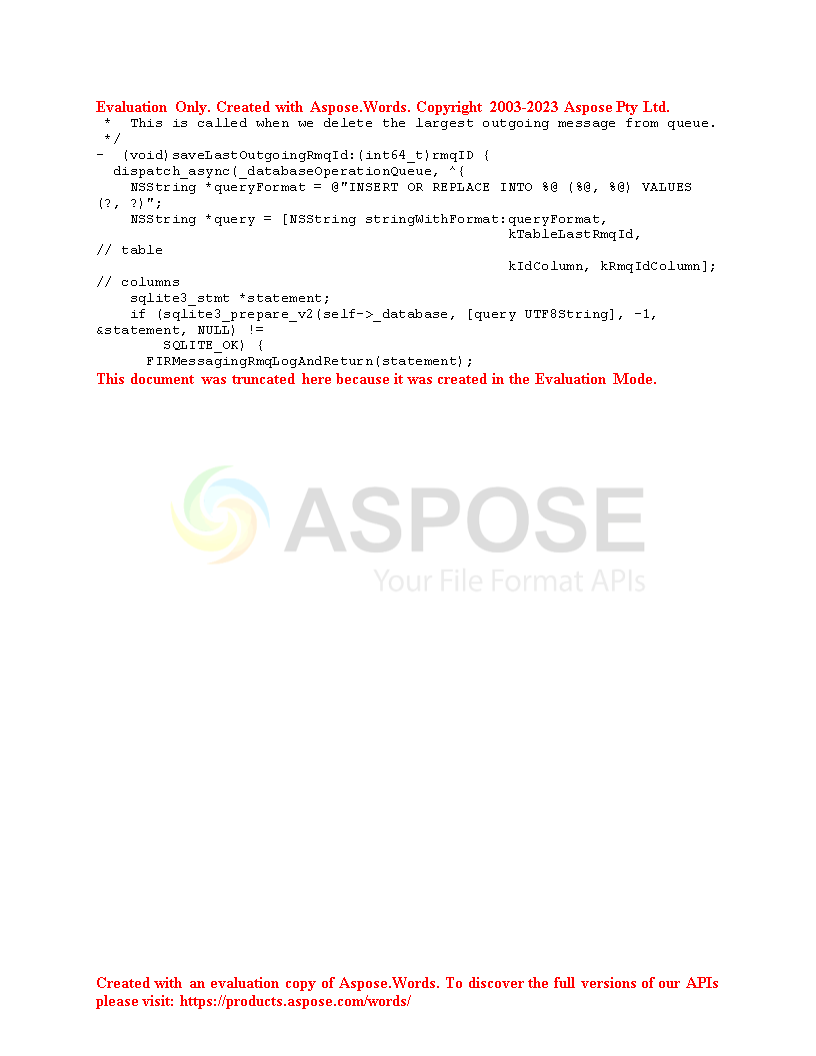 Evaluation Only. Created with Aspose.Words. Copyright 2003-2023 Aspose Pty Ltd.
 *  This is called when we delete the largest outgoing message from queue.
 */
-  (void)saveLastOutgoingRmqId:(int64_t)rmqID {
  dispatch_async(_databaseOperationQueue, ^{
    NSString *queryFormat = @"INSERT OR REPLACE INTO %@ (%@, %@) VALUES
(?, ?)";
    NSString *query = [NSString stringWithFormat:queryFormat,
                                                 kTableLastRmqId,
// table
                                                 kIdColumn, kRmqIdColumn];
// columns
    sqlite3_stmt *statement;
    if (sqlite3_prepare_v2(self->_database, [query UTF8String], -1,
&statement, NULL) !=
        SQLITE_OK) {
      FIRMessagingRmqLogAndReturn(statement);
This document was truncated here because it was created in the Evaluation Mode.
ASPOSE
Your File Format APIs
Created with an evaluation copy of Aspose.Words. To discover the full versions of our APIs
please visit: https://products.aspose.com/words/